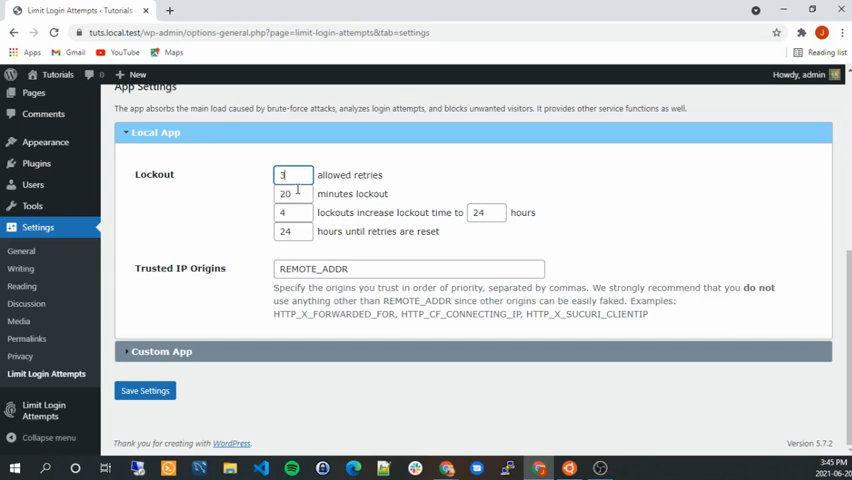 Limit Login Attempts ‹ Tutorials
tuts.local.test/wp-admin/options-general.php?page=limit-login-attempts&tab=settings
Apps
Gmail
YouTube
Maps
Reading list
Tutorials
0
New
Howdy, admin
Pages
Comments
Appearance
Plugins
Users
Tools
Settings
General
Writing
Reading
Discussion
Media
Permalinks
Privacy
Limit Login Attempts
Limit Login
Attempts
Collapse menu
App Settings
The app absorbs the main load caused by brute-force attacks, analyzes login attempts, and blocks unwanted visitors. It provides other service functions as well.
Local App
Lockout
3 allowed retries
20 minutes lockout
4 lockouts increase lockout time to 24 hours
24 hours until retries are reset
Trusted IP Origins
REMOTE_ADDR
Specify the origins you trust in order of priority, separated by commas. We strongly recommend that you do not
use anything other than REMOTE_ADDR since other origins can be easily faked. Examples:
HTTP_X_FORWARDED_FOR, HTTP_CF_CONNECTING_IP, HTTP_X_SUCURI_CLIENTIP
Custom App
Save Settings
Thank you for creating with WordPress.
Version 5.7.2
3:45 PM
2021-06-20